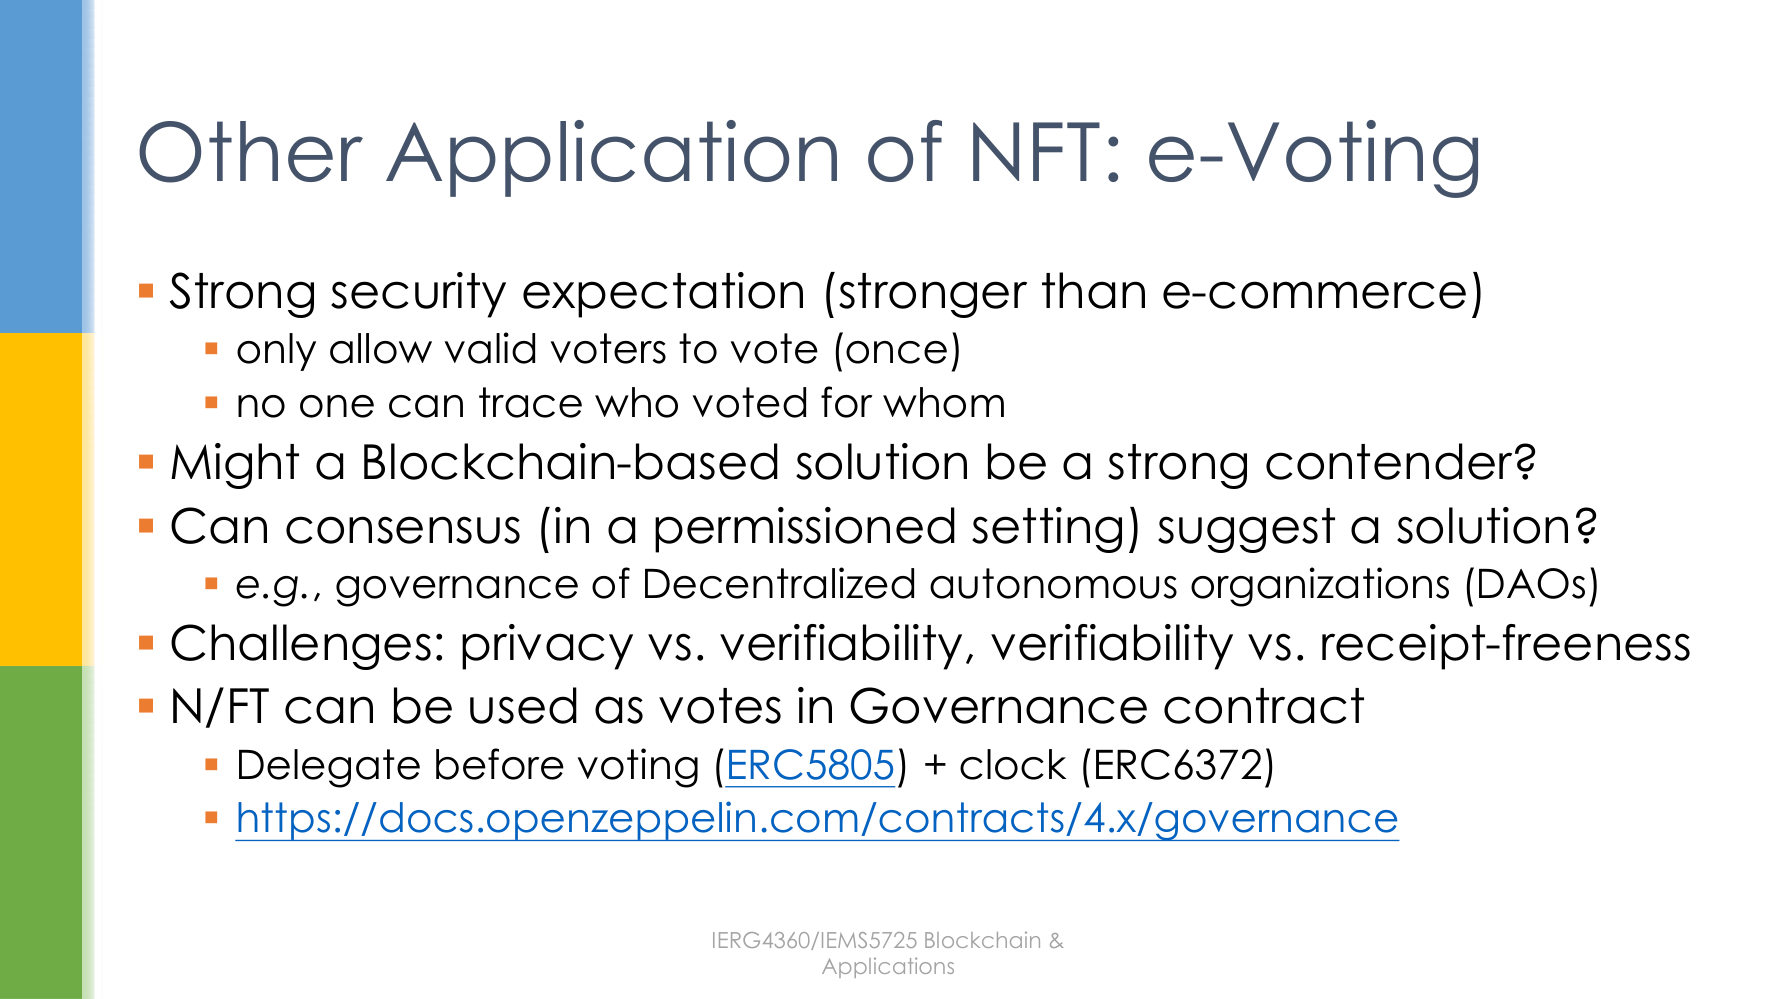 Other Application of NFT: e-Voting
Strong security expectation (stronger than e-commerce)
only allow valid voters to vote (once)
no one can trace who voted for whom
Might a Blockchain-based solution be a strong contender?
Can consensus (in a permissioned setting) suggest a solution?
e.g., governance of Decentralized autonomous organizations (DAOs)
Challenges: privacy vs. verifiability, verifiability vs. receipt-freeness
N/FT can be used as votes in Governance contract
Delegate before voting (ERC5805) + clock (ERC6372)
https://docs.openzeppelin.com/contracts/4.x/governance
IERG4360/IEMS5725 Blockchain &
Applications